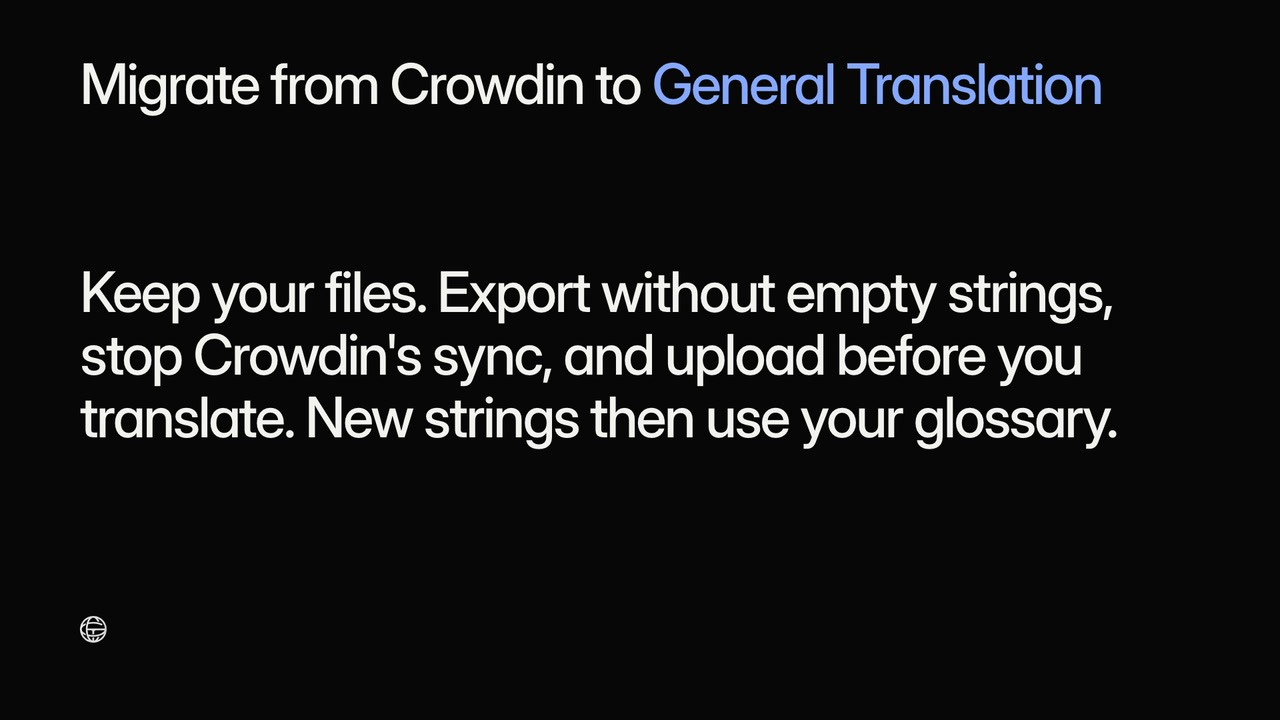 Migrate from Crowdin to General Translation
Keep your files. Export without empty strings,
stop Crowdin's sync, and upload before you
translate. New strings then use your glossary.